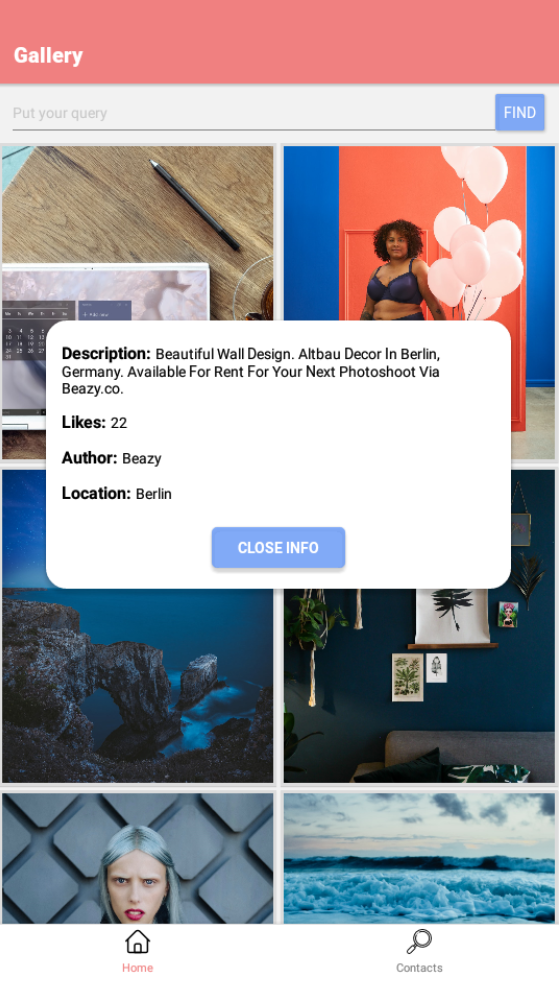 Gallery
Put your query
FIND
Description: Beautiful Wall Design. Altbau Decor In Berlin,
Germany. Available For Rent For Your Next Photoshoot Via
Beazy.co.
Likes: 22
Author: Beazy
Location: Berlin
CLOSE INFO
Home
Contacts